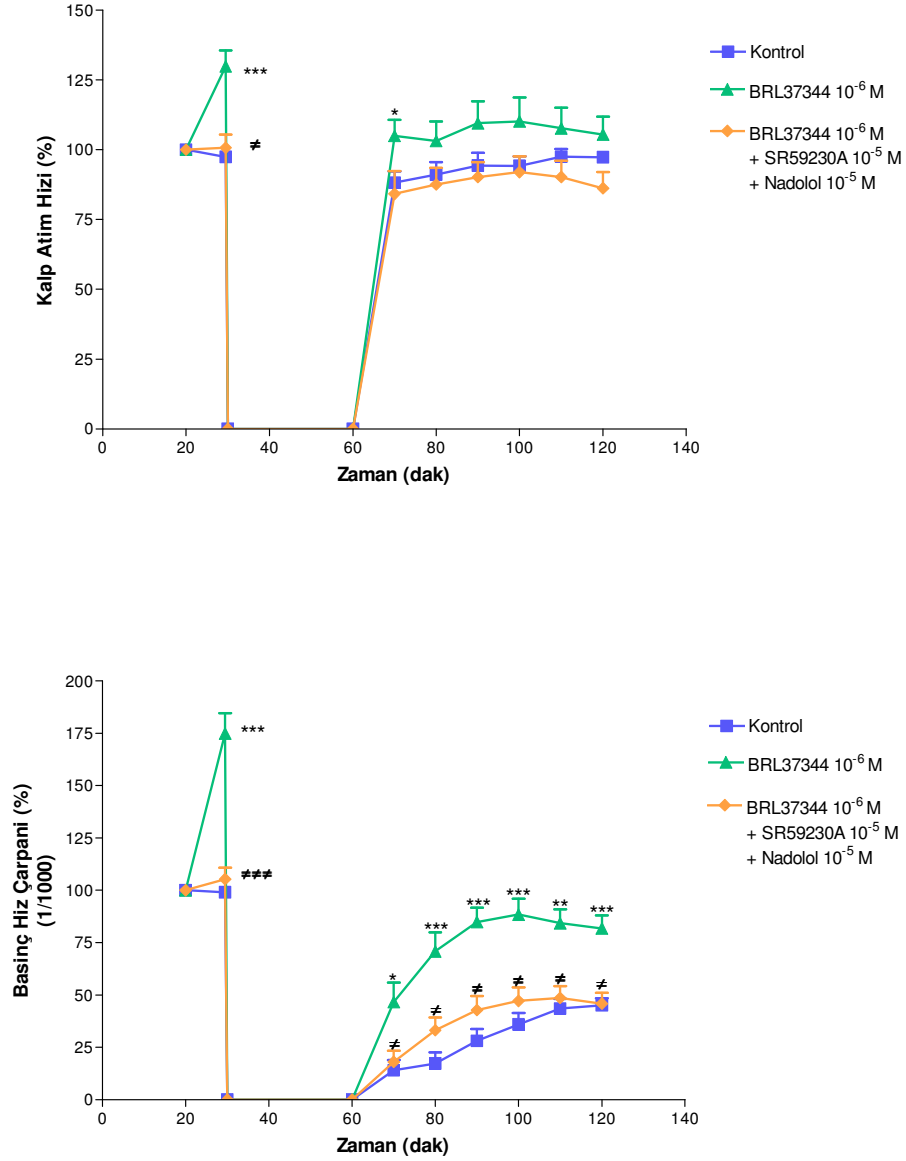 150
125
100
75
50
25
0
Kalp Atim Hizi (%)
***
≠
*
0 20 40 60 80 100 120 140
Zaman (dak)
Kontrol
BRL37344 10⁻⁶ M
BRL37344 10⁻⁶ M
+ SR59230A 10⁻⁵ M
+ Nadolol 10⁻⁵ M
200
175
150
125
100
75
50
25
0
Basinç Hiz Çarpani (%)
(1/1000)
***
≠≠≠
* *** *** *** ** ***
≠ ≠ ≠ ≠ ≠ ≠
0 20 40 60 80 100 120 140
Zaman (dak)
Kontrol
BRL37344 10⁻⁶ M
BRL37344 10⁻⁶ M
+ SR59230A 10⁻⁵ M
+ Nadolol 10⁻⁵ M